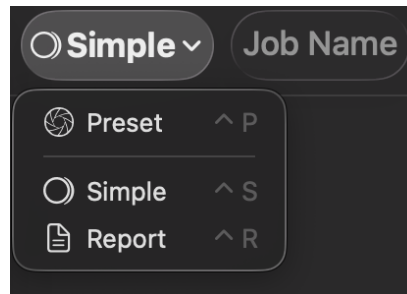 Simple Job Name
Preset ^ P
Simple ^ S
Report ^ R